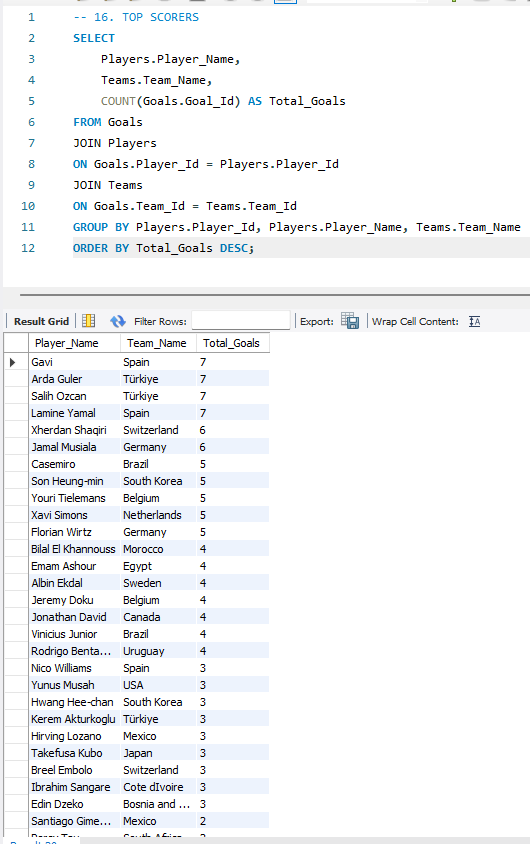 1 -- 16. TOP SCORERS
2 SELECT
3 Players.Player_Name,
4 Teams.Team_Name,
5 COUNT(Goals.Goal_Id) AS Total_Goals
6 FROM Goals
7 JOIN Players
8 ON Goals.Player_Id = Players.Player_Id
9 JOIN Teams
10 ON Goals.Team_Id = Teams.Team_Id
11 GROUP BY Players.Player_Id, Players.Player_Name, Teams.Team_Name
12 ORDER BY Total_Goals DESC;
Result Grid Filter Rows: Export: Wrap Cell Content:
Player_Name Team_Name Total_Goals
Gavi Spain 7
Arda Guler Türkiye 7
Salih Ozcan Türkiye 7
Lamine Yamal Spain 7
Xherdan Shaqiri Switzerland 6
Jamal Musiala Germany 6
Casemiro Brazil 5
Son Heung-min South Korea 5
Youri Tielemans Belgium 5
Xavi Simons Netherlands 5
Florian Wirtz Germany 5
Bilal El Khannouss Morocco 4
Emam Ashour Egypt 4
Albin Ekdal Sweden 4
Jeremy Doku Belgium 4
Jonathan David Canada 4
Vinicius Junior Brazil 4
Rodrigo Benta... Uruguay 4
Nico Williams Spain 3
Yunus Musah USA 3
Hwang Hee-chan South Korea 3
Kerem Akturkoglu Türkiye 3
Hirving Lozano Mexico 3
Takefusa Kubo Japan 3
Breel Embolo Switzerland 3
Ibrahim Sangare Cote dIvoire 3
Edin Dzeko Bosnia and ... 3
Santiago Gime... Mexico 2